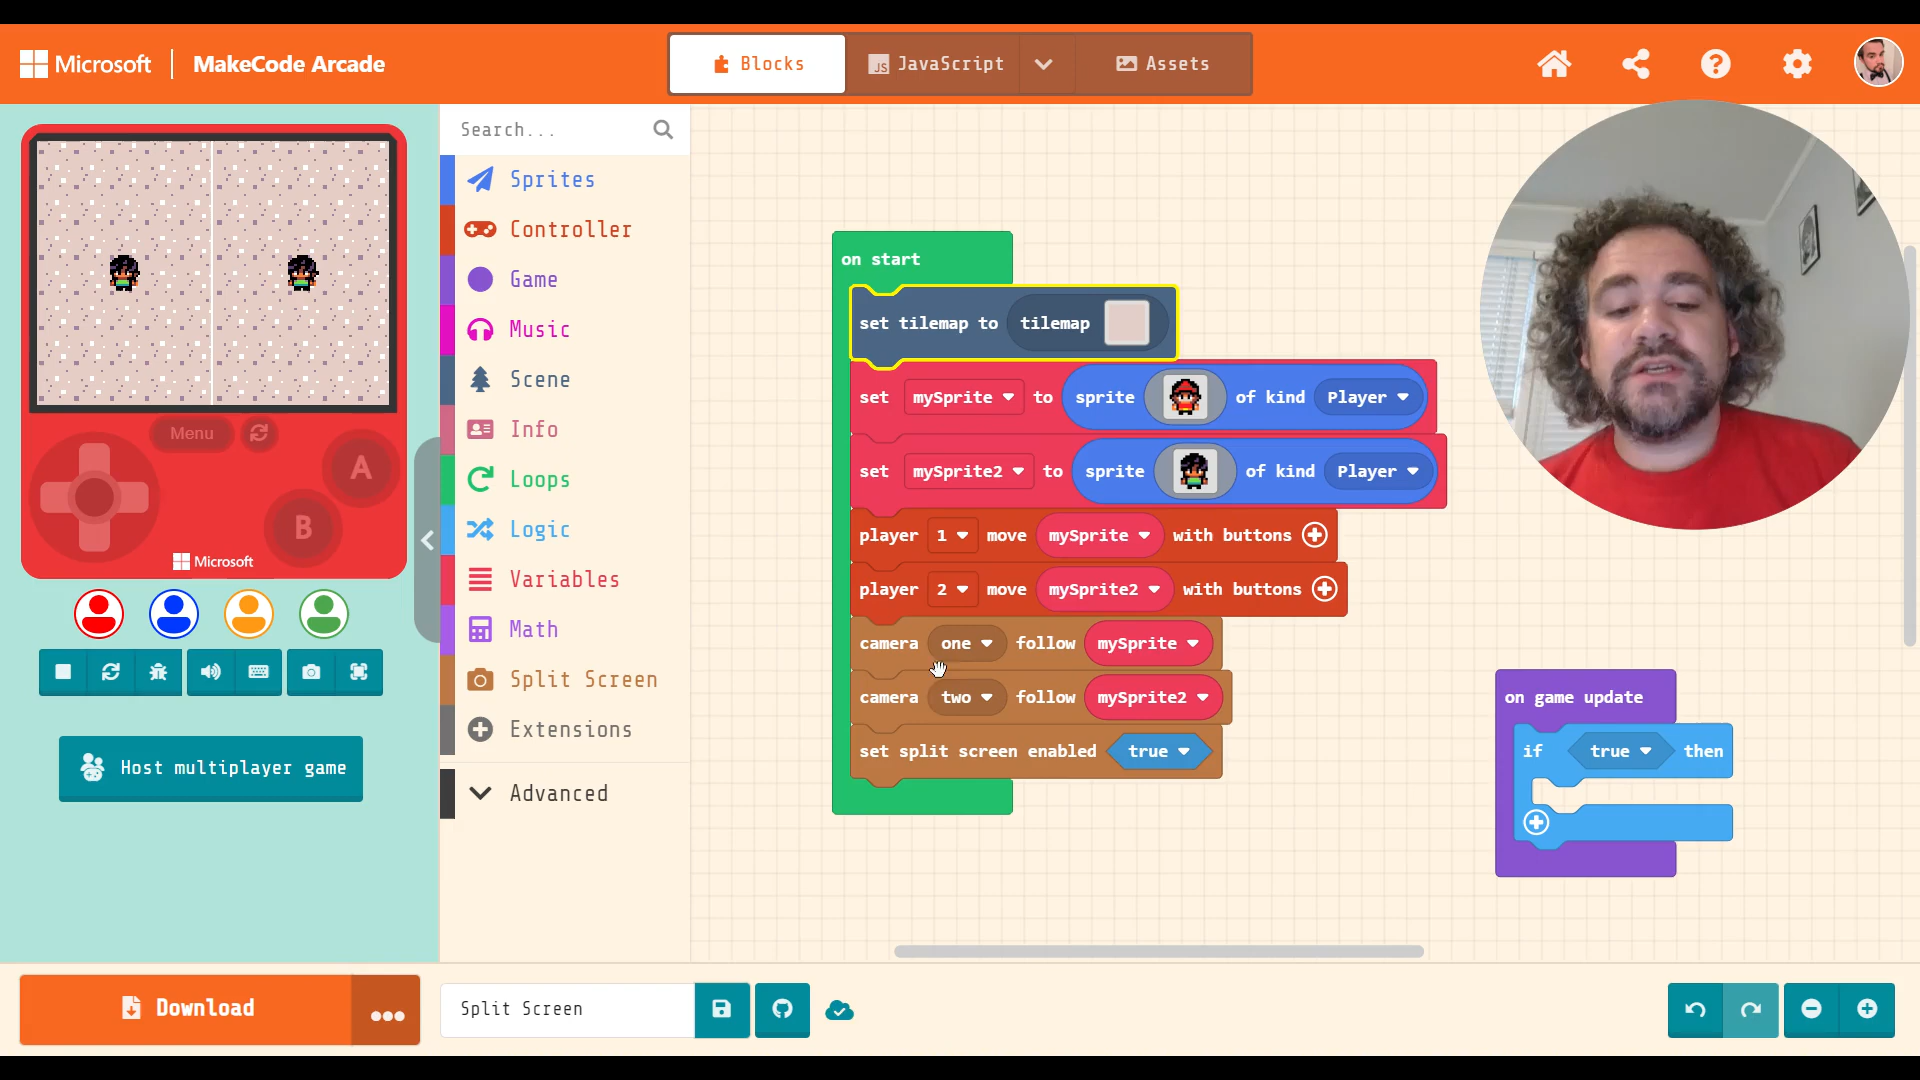 Microsoft
MakeCode Arcade
Blocks
JS JavaScript
Assets
Menu
A
B
Microsoft
Host multiplayer game
Search...
Sprites
Controller
Game
Music
Scene
Info
Loops
Logic
Variables
Math
Split Screen
Extensions
Advanced
on start
set tilemap to tilemap
set mySprite to sprite of kind Player
set mySprite2 to sprite of kind Player
player 1 move mySprite with buttons
player 2 move mySprite2 with buttons
camera one follow mySprite
camera two follow mySprite2
set split screen enabled true
on game update
if true then
Download
Split Screen